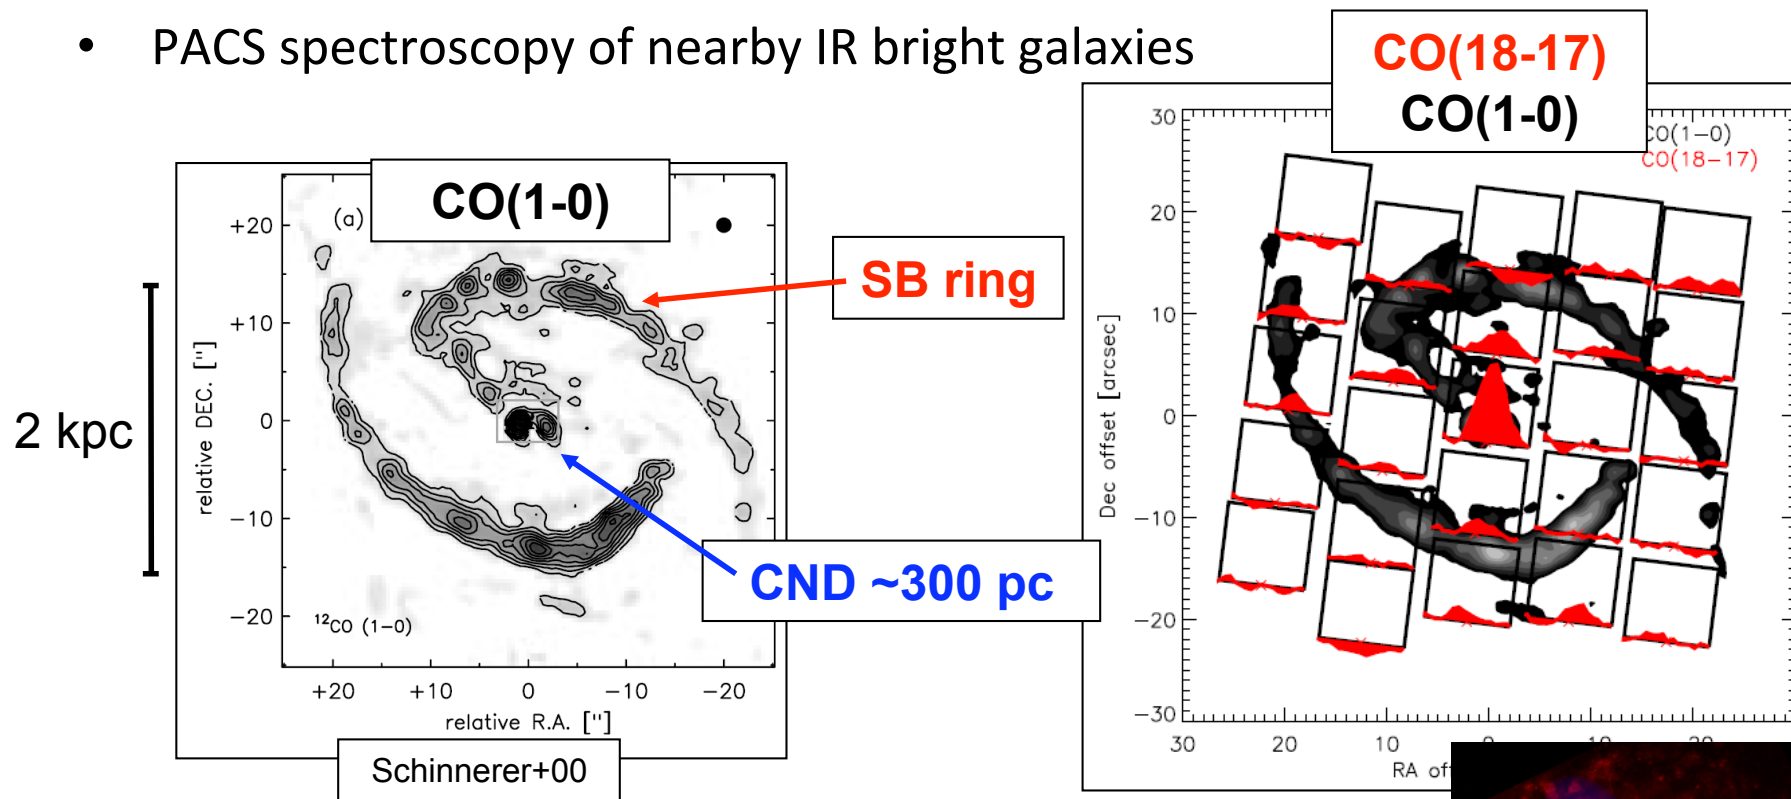 • PACS spectroscopy of nearby IR bright galaxies
CO(18-17)
CO(1-0)
CO(1-0)
(a)
+20
+10
0
−10
−20
relative DEC. ["]
¹²CO (1−0)
+20 +10 0 −10 −20
relative R.A. ["]
Schinnerer+00
2 kpc
SB ring
CND ~300 pc
CO(1−0)
CO(18−17)
30
20
10
0
−10
−20
−30
Dec offset [arcsec]
30 20 10
RA